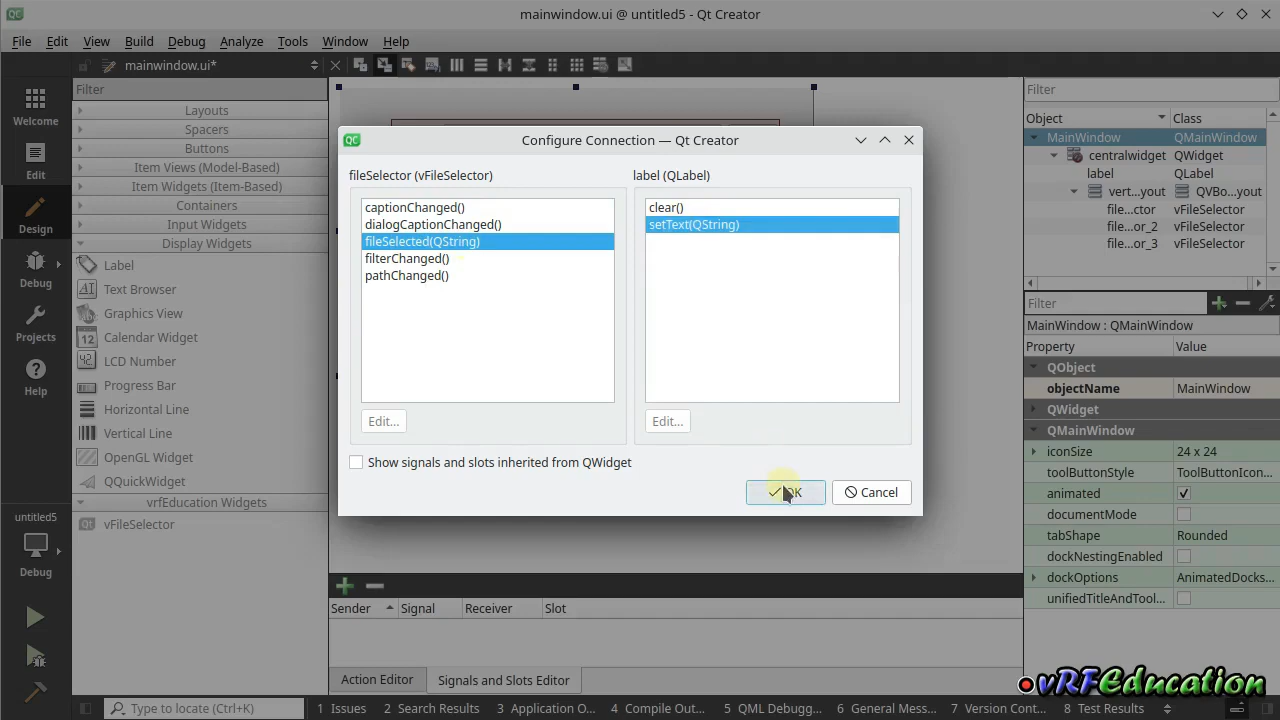 mainwindow.ui @ untitled5 - Qt Creator
File Edit View Build Debug Analyze Tools Window Help
mainwindow.ui*
Welcome
Edit
Design
Debug
Projects
Help
untitled5
Debug
Filter
Layouts
Spacers
Buttons
Item Views (Model-Based)
Item Widgets (Item-Based)
Containers
Input Widgets
Display Widgets
Label
Text Browser
Graphics View
Calendar Widget
LCD Number
Progress Bar
Horizontal Line
Vertical Line
OpenGL Widget
QQuickWidget
vrfEducation Widgets
vFileSelector
Configure Connection — Qt Creator
fileSelector (vFileSelector)
captionChanged()
dialogCaptionChanged()
fileSelected(QString)
filterChanged()
pathChanged()
Edit...
label (QLabel)
clear()
setText(QString)
Edit...
Show signals and slots inherited from QWidget
OK
Cancel
Sender Signal Receiver Slot
Action Editor Signals and Slots Editor
Filter
Object Class
MainWindow QMainWindow
centralwidget QWidget
label QLabel
vert...yout QVBo...yout
file...ctor vFileSelector
file...or_2 vFileSelector
file...or_3 vFileSelector
Filter
MainWindow : QMainWindow
Property Value
QObject
objectName MainWindow
QWidget
QMainWindow
iconSize 24 x 24
toolButtonStyle ToolButtonIcon...
animated
documentMode
tabShape Rounded
dockNestingEnabled
dockOptions AnimatedDocks...
unifiedTitleAndTool...
vRFEducation
Type to locate (Ctrl+K) 1 Issues 2 Search Results 3 Application O... 4 Compile Out... 5 QML Debugg... 6 General Mess... 7 Version Cont... 8 Test Results